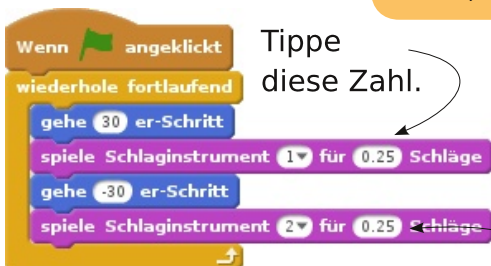 Wenn angeklickt
Tippe
diese Zahl.
wiederhole fortlaufend
gehe 30 er-Schritt
spiele Schlaginstrument 1 für 0.25 Schläge
gehe -30 er-Schritt
spiele Schlaginstrument 2 für 0.25 Schläge